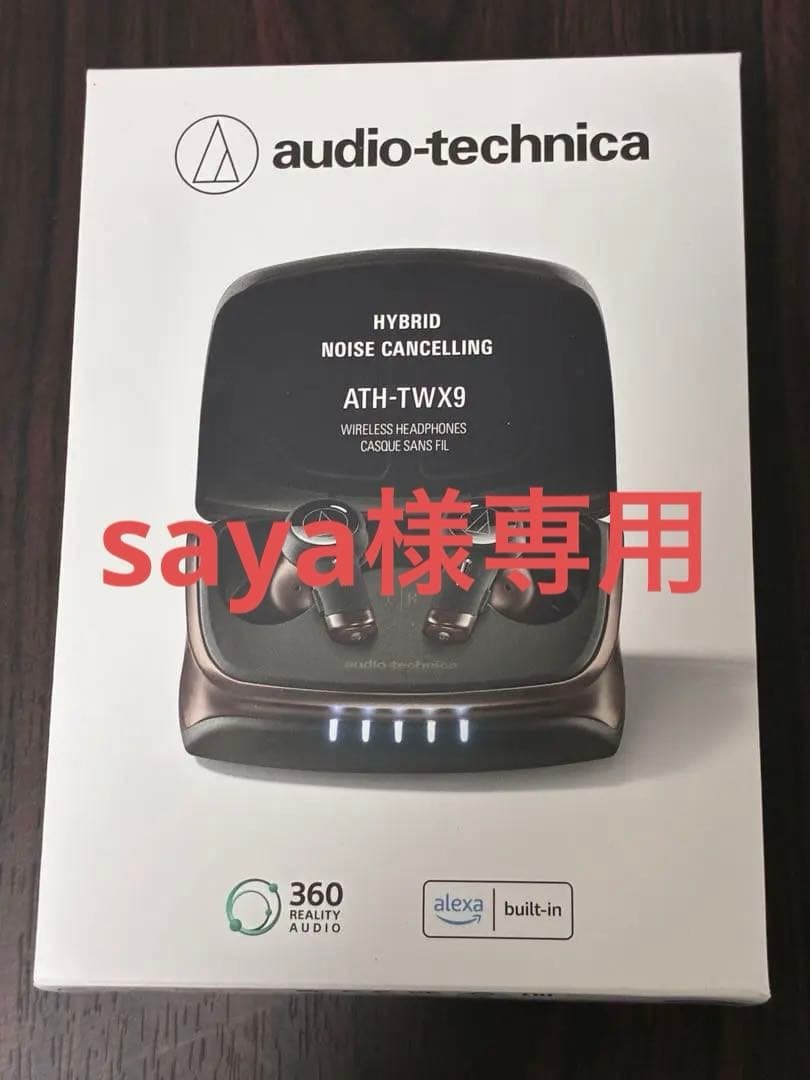 audio-technica
HYBRID
NOISE CANCELLING
ATH-TWX9
WIRELESS HEADPHONES
CASQUE SANS FIL
saya様専用
audio-technica
360
REALITY
AUDIO
alexa built-in